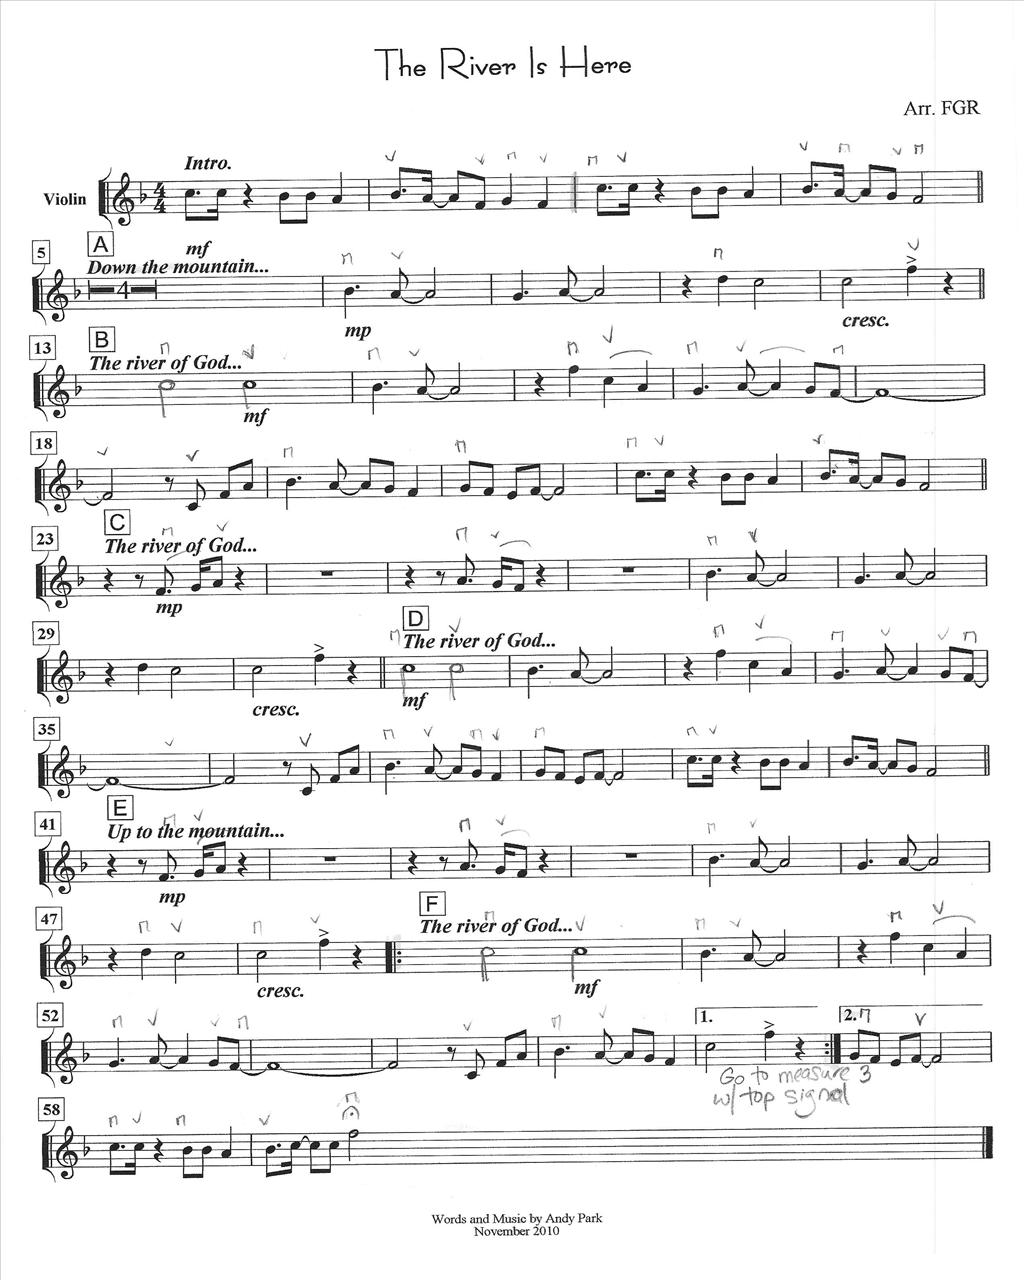 The River Is Here
Arr. FGR
Intro.
Violin
4
4
mf
5
A
Down the mountain...
4
mp
cresc.
13
B
The river of God...
mf
18
23
C
The river of God...
mp
29
D
The river of God...
cresc.
mf
35
41
E
Up to the mountain...
mp
47
F
The river of God...
cresc.
mf
52
1.
2.
Go to measure 3
w/ top signal
58
Words and Music by Andy Park
November 2010